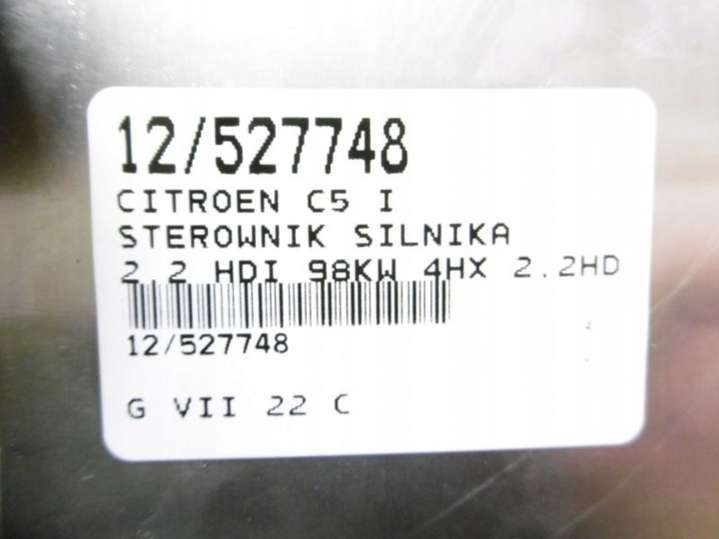 12/527748
CITROEN C5 I
STEROWNIK SILNIKA
2.2 HDI 98KW 4HX 2.2HD
12/527748
G VII 22 C